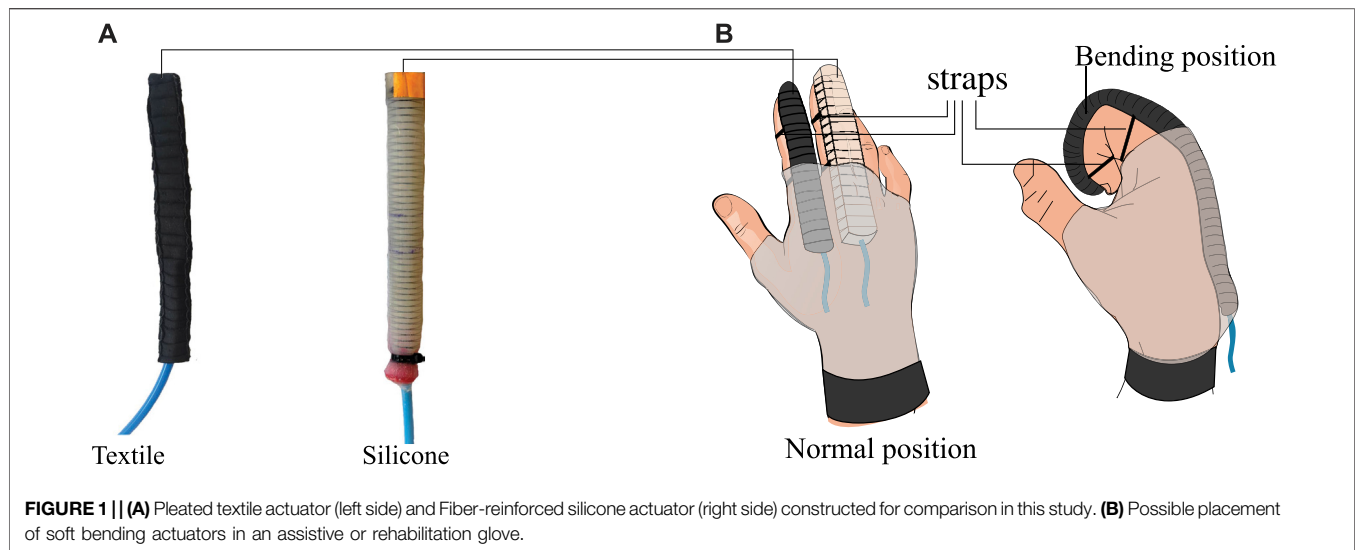 A
B
Bending position
straps
Textile
Silicone
Normal position
FIGURE 1 || (A) Pleated textile actuator (left side) and Fiber-reinforced silicone actuator (right side) constructed for comparison in this study. (B) Possible placement
of soft bending actuators in an assistive or rehabilitation glove.